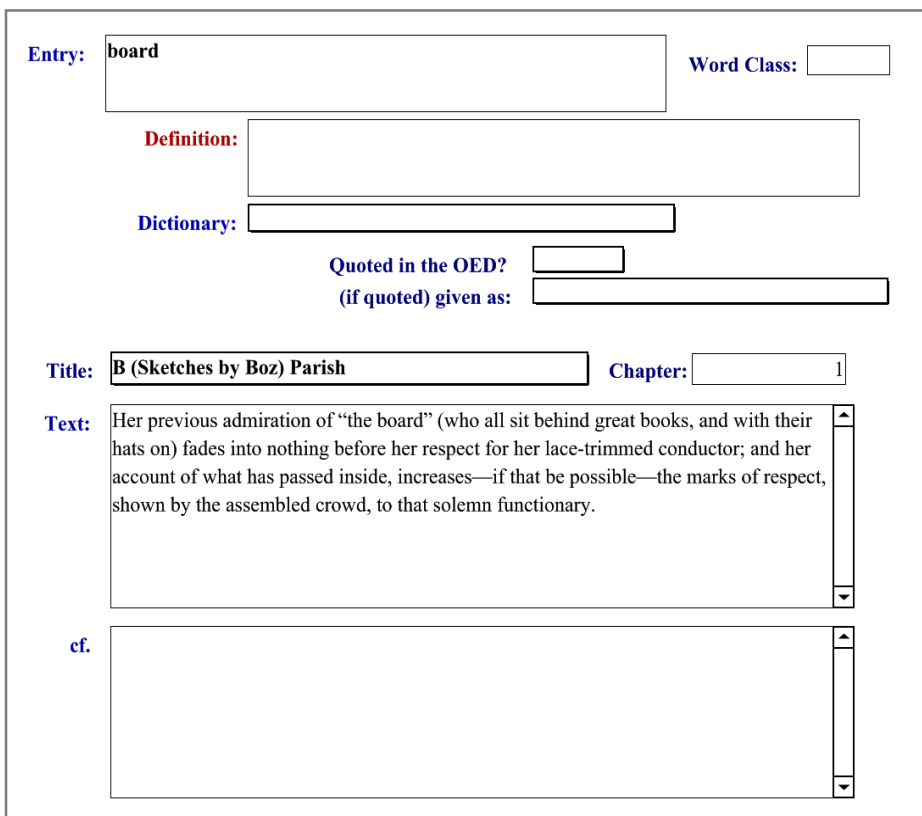 Entry: board
Word Class:
Definition:
Dictionary:
Quoted in the OED?
(if quoted) given as:
Title: B (Sketches by Boz) Parish
Chapter: 1
Text: Her previous admiration of “the board” (who all sit behind great books, and with their
hats on) fades into nothing before her respect for her lace-trimmed conductor; and her
account of what has passed inside, increases—if that be possible—the marks of respect,
shown by the assembled crowd, to that solemn functionary.
cf.